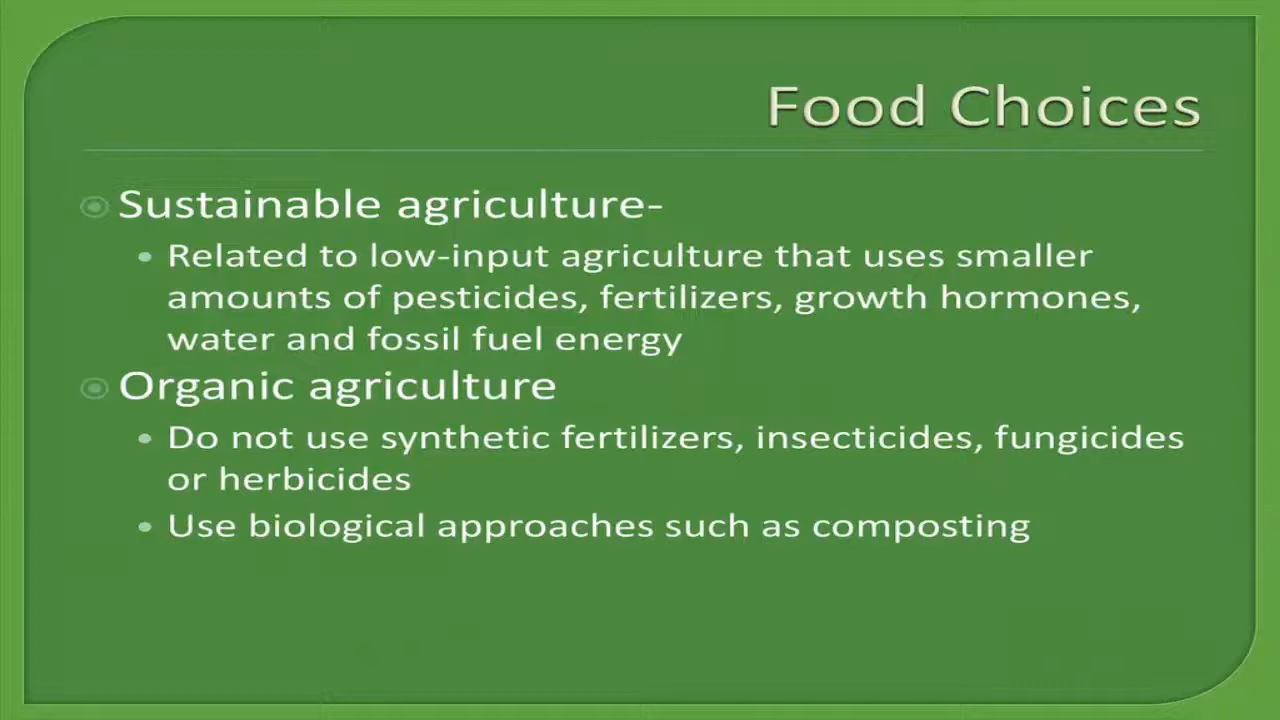 Food Choices
Sustainable agriculture-
Related to low-input agriculture that uses smaller
amounts of pesticides, fertilizers, growth hormones,
water and fossil fuel energy
Organic agriculture
Do not use synthetic fertilizers, insecticides, fungicides
or herbicides
Use biological approaches such as composting